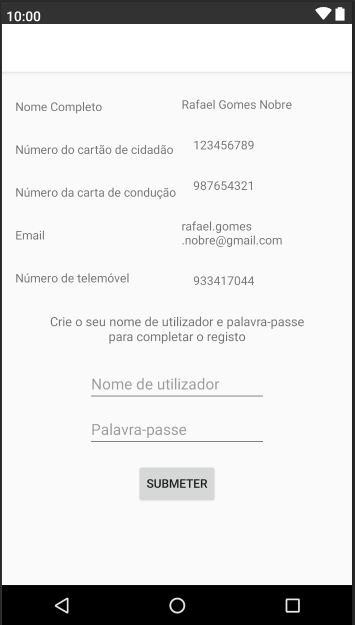 10:00
Nome Completo
Rafael Gomes Nobre
Número do cartão de cidadão
123456789
Número da carta de condução
987654321
Email
rafael.gomes
.nobre@gmail.com
Número de telemóvel
933417044
Crie o seu nome de utilizador e palavra-passe
para completar o registo
Nome de utilizador
Palavra-passe
SUBMETER